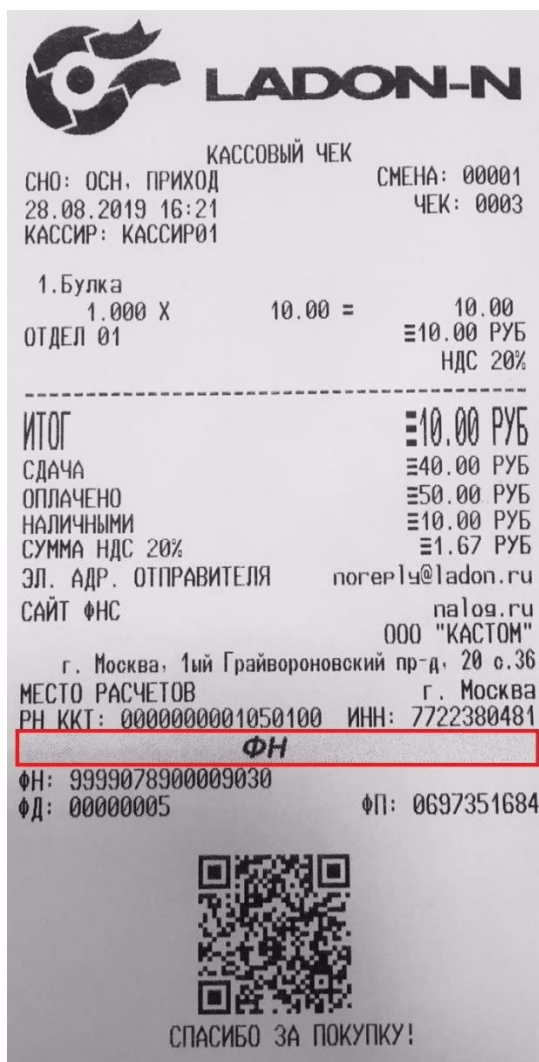 LADON-N
КАССОВЫЙ ЧЕК
СНО: ОСН, ПРИХОД СМЕНА: 00001
28.08.2019 16:21 ЧЕК: 0003
КАССИР: КАССИР01
1.Булка
1.000 X 10.00 = 10.00
ОТДЕЛ 01 ≡10.00 РУБ
НДС 20%
ИТОГ ≡10.00 РУБ
СДАЧА ≡40.00 РУБ
ОПЛАЧЕНО ≡50.00 РУБ
НАЛИЧНЫМИ ≡10.00 РУБ
СУММА НДС 20% ≡1.67 РУБ
ЭЛ. АДР. ОТПРАВИТЕЛЯ noreply@ladon.ru
САЙТ ФНС nalog.ru
ООО "КАСТОМ"
г. Москва, 1ый Грайвороновский пр-д, 20 с.36
МЕСТО РАСЧЕТОВ г. Москва
РН ККТ: 0000000001050100 ИНН: 7722380481
ФН
ФН: 9999078900009030
ФД: 00000005 ФП: 0697351684
СПАСИБО ЗА ПОКУПКУ!